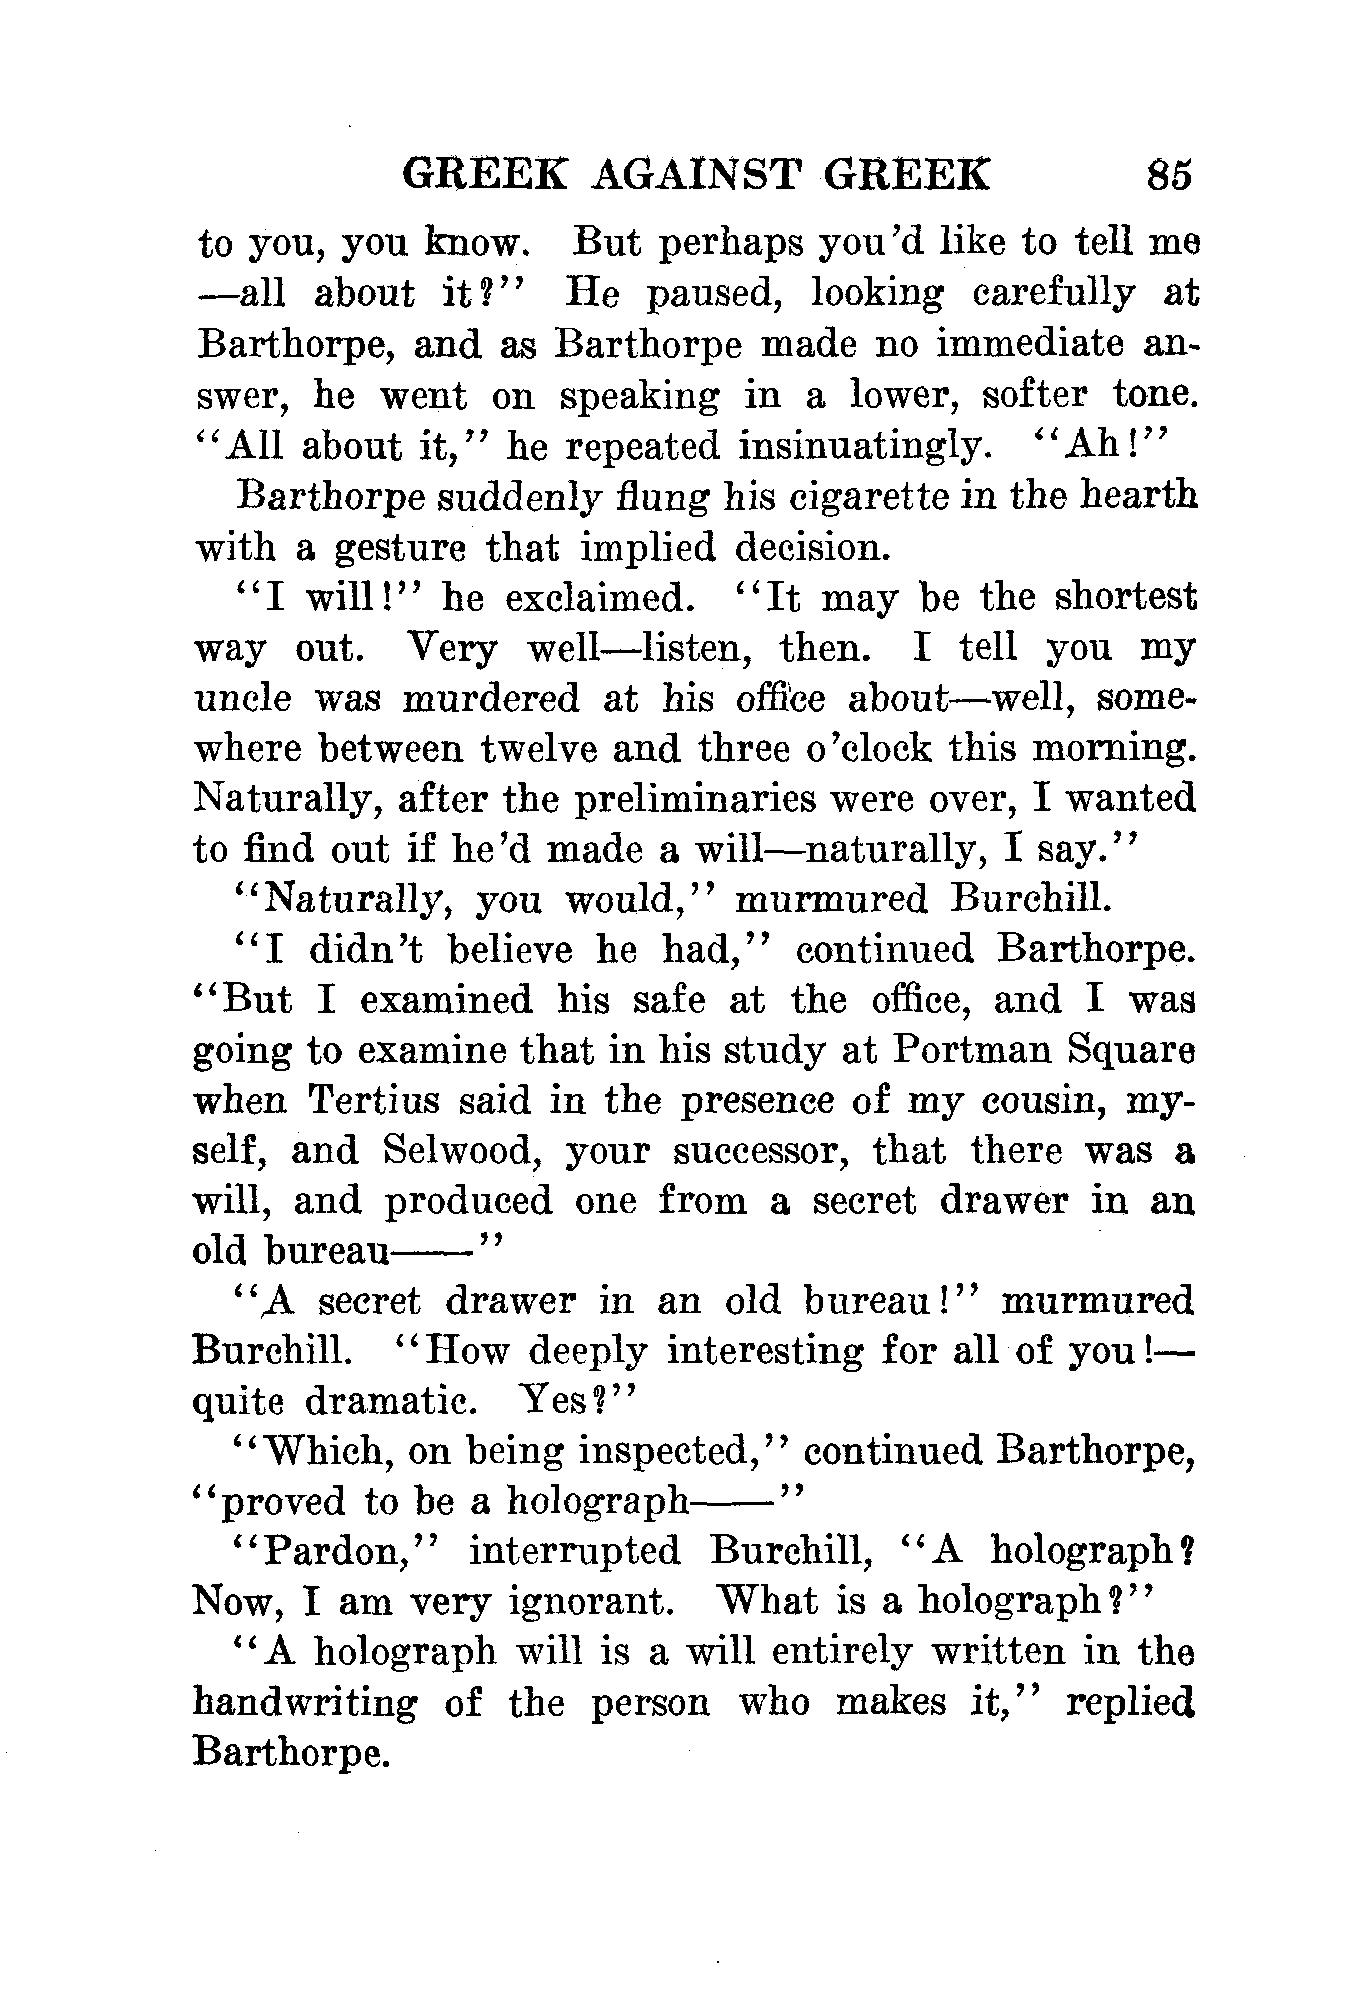 GREEK AGAINST GREEK 85
to you, you know. But perhaps you'd like to tell me
—all about it?" He paused, looking carefully at
Barthorpe, and as Barthorpe made no immediate an-
swer, he went on speaking in a lower, softer tone.
"All about it," he repeated insinuatingly. "Ah!"
Barthorpe suddenly flung his cigarette in the hearth
with a gesture that implied decision.
"I will!" he exclaimed. "It may be the shortest
way out. Very well—listen, then. I tell you my
uncle was murdered at his office about—well, some-
where between twelve and three o'clock this morning.
Naturally, after the preliminaries were over, I wanted
to find out if he'd made a will—naturally, I say."
"Naturally, you would," murmured Burchill.
"I didn't believe he had," continued Barthorpe.
"But I examined his safe at the office, and I was
going to examine that in his study at Portman Square
when Tertius said in the presence of my cousin, my-
self, and Selwood, your successor, that there was a
will, and produced one from a secret drawer in an
old bureau——"
"A secret drawer in an old bureau!" murmured
Burchill. "How deeply interesting for all of you!—
quite dramatic. Yes?"
"Which, on being inspected," continued Barthorpe,
"proved to be a holograph——"
"Pardon," interrupted Burchill, "A holograph?
Now, I am very ignorant. What is a holograph?"
"A holograph will is a will entirely written in the
handwriting of the person who makes it," replied
Barthorpe.